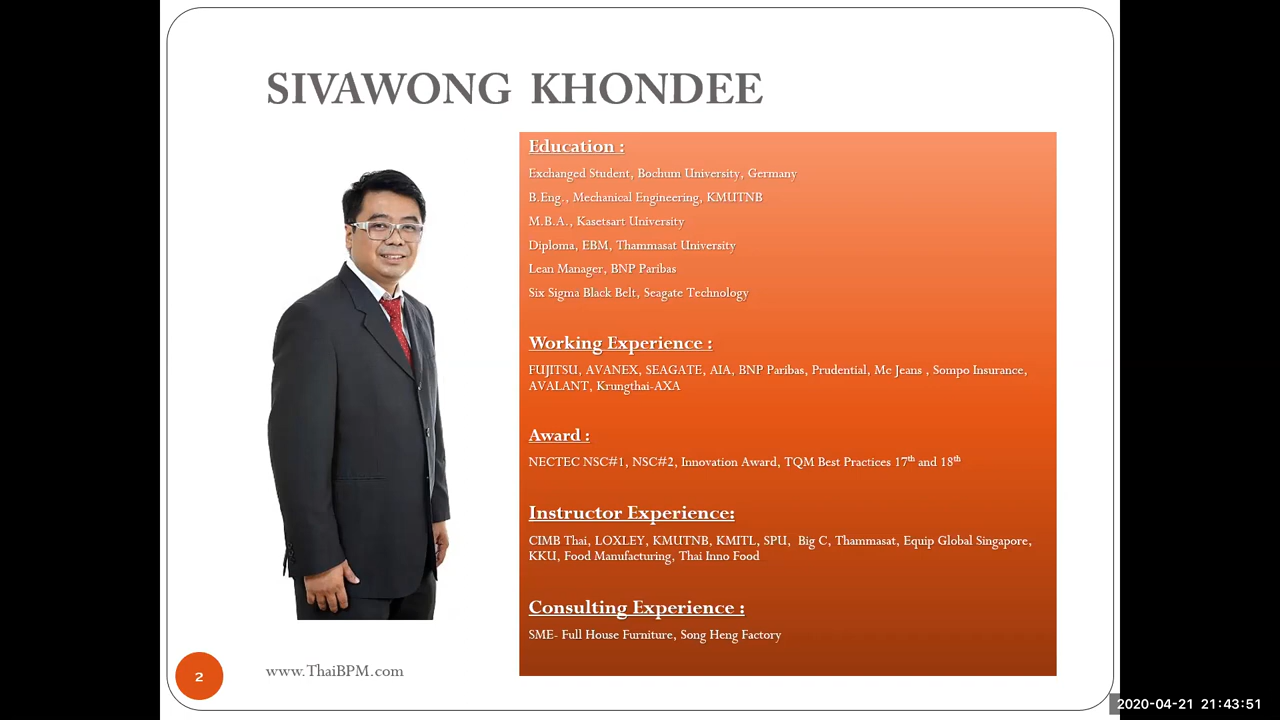 SIVAWONG KHONDEE
Education :
Exchanged Student, Bochum University, Germany
B.Eng., Mechanical Engineering, KMUTNB
M.B.A., Kasetsart University
Diploma, EBM, Thammasat University
Lean Manager, BNP Paribas
Six Sigma Black Belt, Seagate Technology
Working Experience :
FUJITSU, AVANEX, SEAGATE, AIA, BNP Paribas, Prudential, Mc Jeans , Sompo Insurance,
AVALANT, Krungthai-AXA
Award :
NECTEC NSC#1, NSC#2, Innovation Award, TQM Best Practices 17th and 18th
Instructor Experience:
CIMB Thai, LOXLEY, KMUTNB, KMITL, SPU, Big C, Thammasat, Equip Global Singapore,
KKU, Food Manufacturing, Thai Inno Food
Consulting Experience :
SME- Full House Furniture, Song Heng Factory
2
www.ThaiBPM.com
2020-04-21 21:43:51